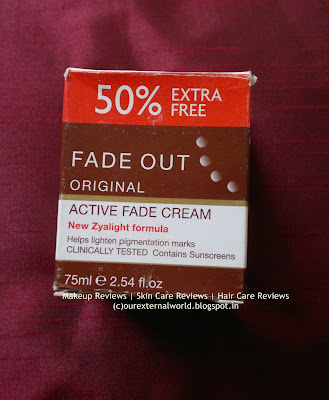 50% EXTRA
FREE
FADE OUT
ORIGINAL
ACTIVE FADE CREAM
New Zyalight formula
Helps lighten pigmentation marks
CLINICALLY TESTED Contains Sunscreens
75ml e 2.54 fl.oz
Makeup Reviews | Skin Care Reviews | Hair Care Reviews
(c)ourexternalworld.blogspot.in